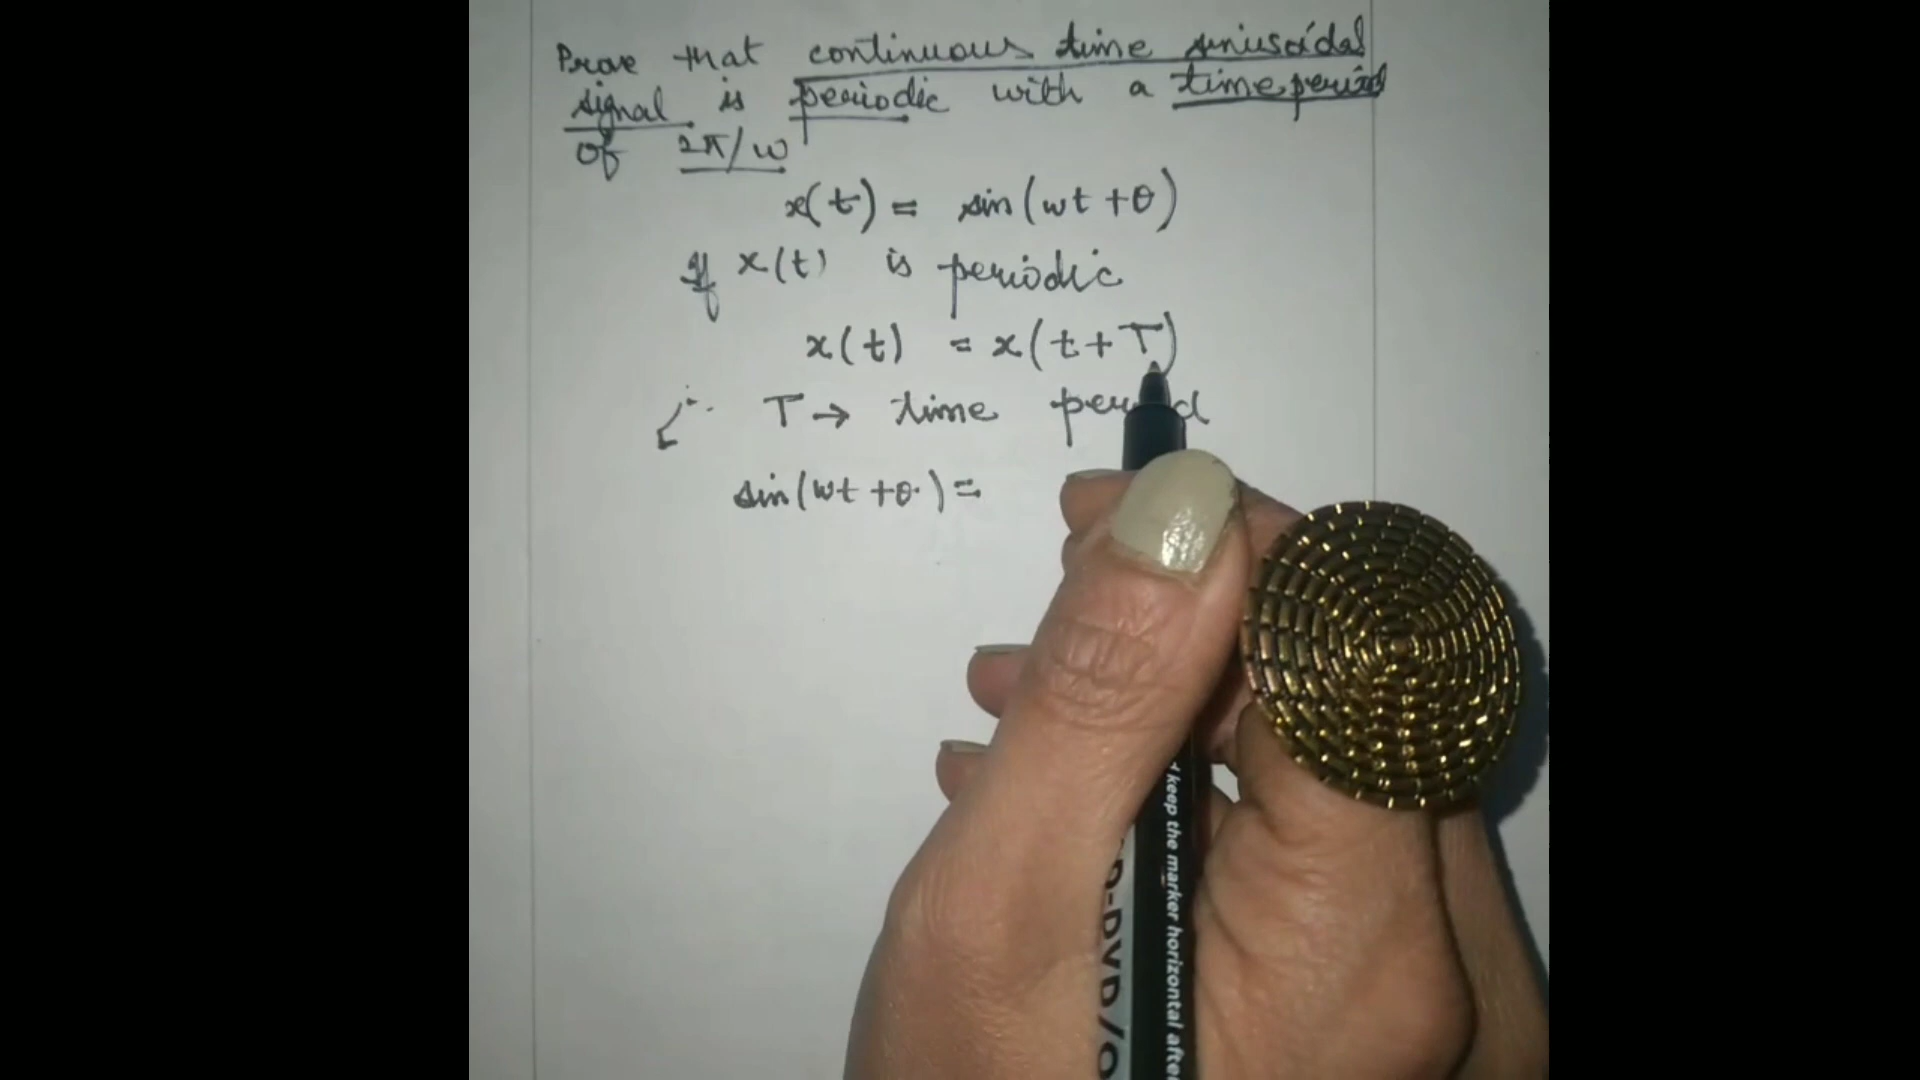 Prove that continuous time sinusoidal
signal is periodic with a time period
of 2π/ω
x(t) = sin(ωt+θ)
If x(t) is periodic
x(t) = x(t+T)
T → time period
sin(ωt+θ) =
keep the marker horizontal after
D-DVD/O